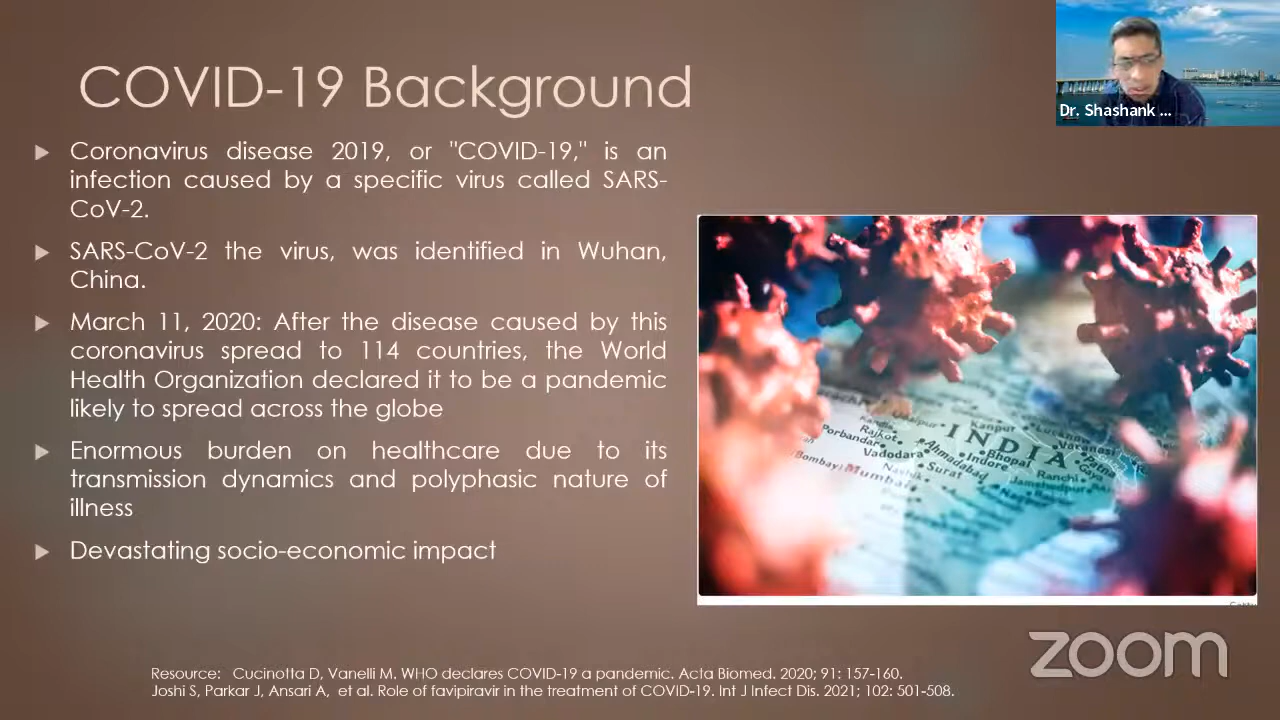 COVID-19 Background
Dr. Shashank ...
Coronavirus disease 2019, or "COVID-19," is an
infection caused by a specific virus called SARS-
CoV-2.
SARS-CoV-2 the virus, was identified in Wuhan,
China.
March 11, 2020: After the disease caused by this
coronavirus spread to 114 countries, the World
Health Organization declared it to be a pandemic
likely to spread across the globe
Enormous burden on healthcare due to its
transmission dynamics and polyphasic nature of
illness
Devastating socio-economic impact
INDIA
Kanpur
Lucknow
Varanasi
Rajkot
Porbandar
Vadodara
Ahmadabad
Bhopal
Indore
Patna
Gaya
Ranchi
Jamshedpur
(Bombay) Mumbai
Surat
Nagpur
zoom
Resource: Cucinotta D, Vanelli M. WHO declares COVID-19 a pandemic. Acta Biomed. 2020; 91: 157-160.
Joshi S, Parkar J, Ansari A, et al. Role of favipiravir in the treatment of COVID-19. Int J Infect Dis. 2021; 102: 501-508.